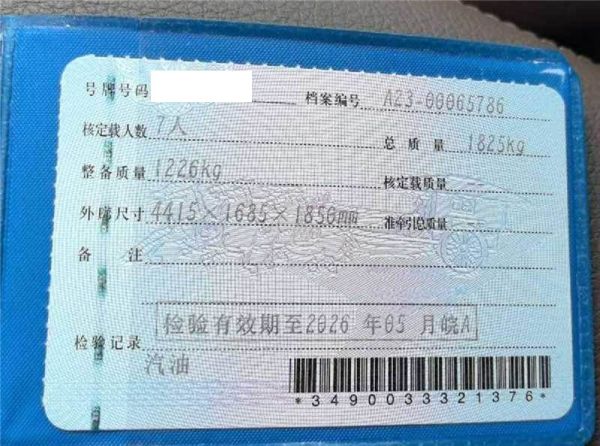 号牌号码 档案编号 A23-00065786
核定载人数 7人 总质量 1825kg
整备质量 1226kg 核定载质量
外廓尺寸 4415×1685×1850mm 准牵引总质量
备注
检验有效期至2026年05月皖A
检验记录
汽油
*3490033321376*